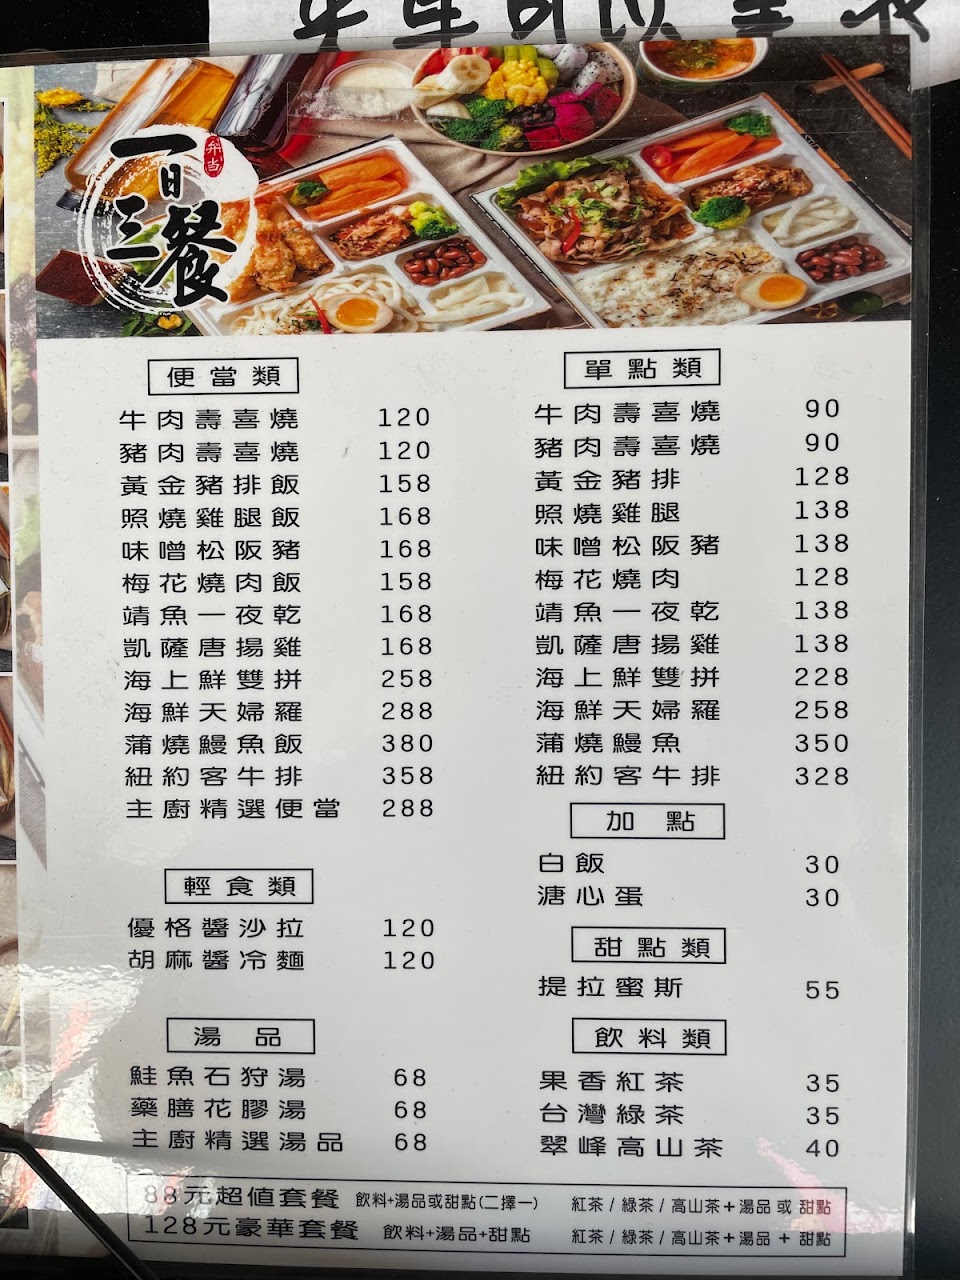 一日三餐
弁当
便當類
牛肉壽喜燒 120
豬肉壽喜燒 120
黃金豬排飯 158
照燒雞腿飯 168
味噌松阪豬 168
梅花燒肉飯 158
靖魚一夜乾 168
凱薩唐揚雞 168
海上鮮雙拼 258
海鮮天婦羅 288
蒲燒鰻魚飯 380
紐約客牛排 358
主廚精選便當 288
輕食類
優格醬沙拉 120
胡麻醬冷麵 120
湯品
鮭魚石狩湯 68
藥膳花膠湯 68
主廚精選湯品 68
單點類
牛肉壽喜燒 90
豬肉壽喜燒 90
黃金豬排 128
照燒雞腿 138
味噌松阪豬 138
梅花燒肉 128
靖魚一夜乾 138
凱薩唐揚雞 138
海上鮮雙拼 228
海鮮天婦羅 258
蒲燒鰻魚 350
紐約客牛排 328
加點
白飯 30
溏心蛋 30
甜點類
提拉蜜斯 55
飲料類
果香紅茶 35
台灣綠茶 35
翠峰高山茶 40
88元超值套餐 飲料+湯品或甜點(二擇一) 紅茶/綠茶/高山茶+湯品 或 甜點
128元豪華套餐 飲料+湯品+甜點 紅茶/綠茶/高山茶+湯品 + 甜點